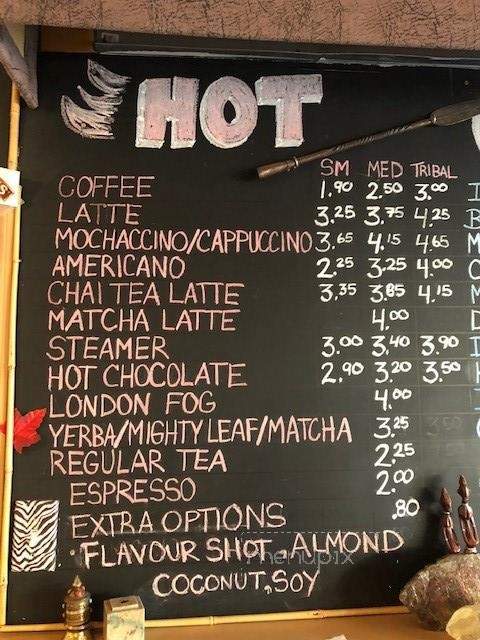 HOT
SM MED TRIBAL
COFFEE 1.90 2.50 3.00
LATTE 3.25 3.75 4.25
MOCHACCINO/CAPPUCCINO 3.65 4.15 4.65
AMERICANO 2.25 3.25 4.00
CHAI TEA LATTE 3.35 3.85 4.15
MATCHA LATTE 4.00
STEAMER 3.00 3.40 3.90
HOT CHOCOLATE 2.90 3.20 3.50
LONDON FOG 4.00
YERBA/MIGHTY LEAF/MATCHA 3.25
REGULAR TEA 2.25
ESPRESSO 2.00
EXTRA OPTIONS .80
·FLAVOUR SHOT ·ALMOND
COCONUT, SOY
menupix